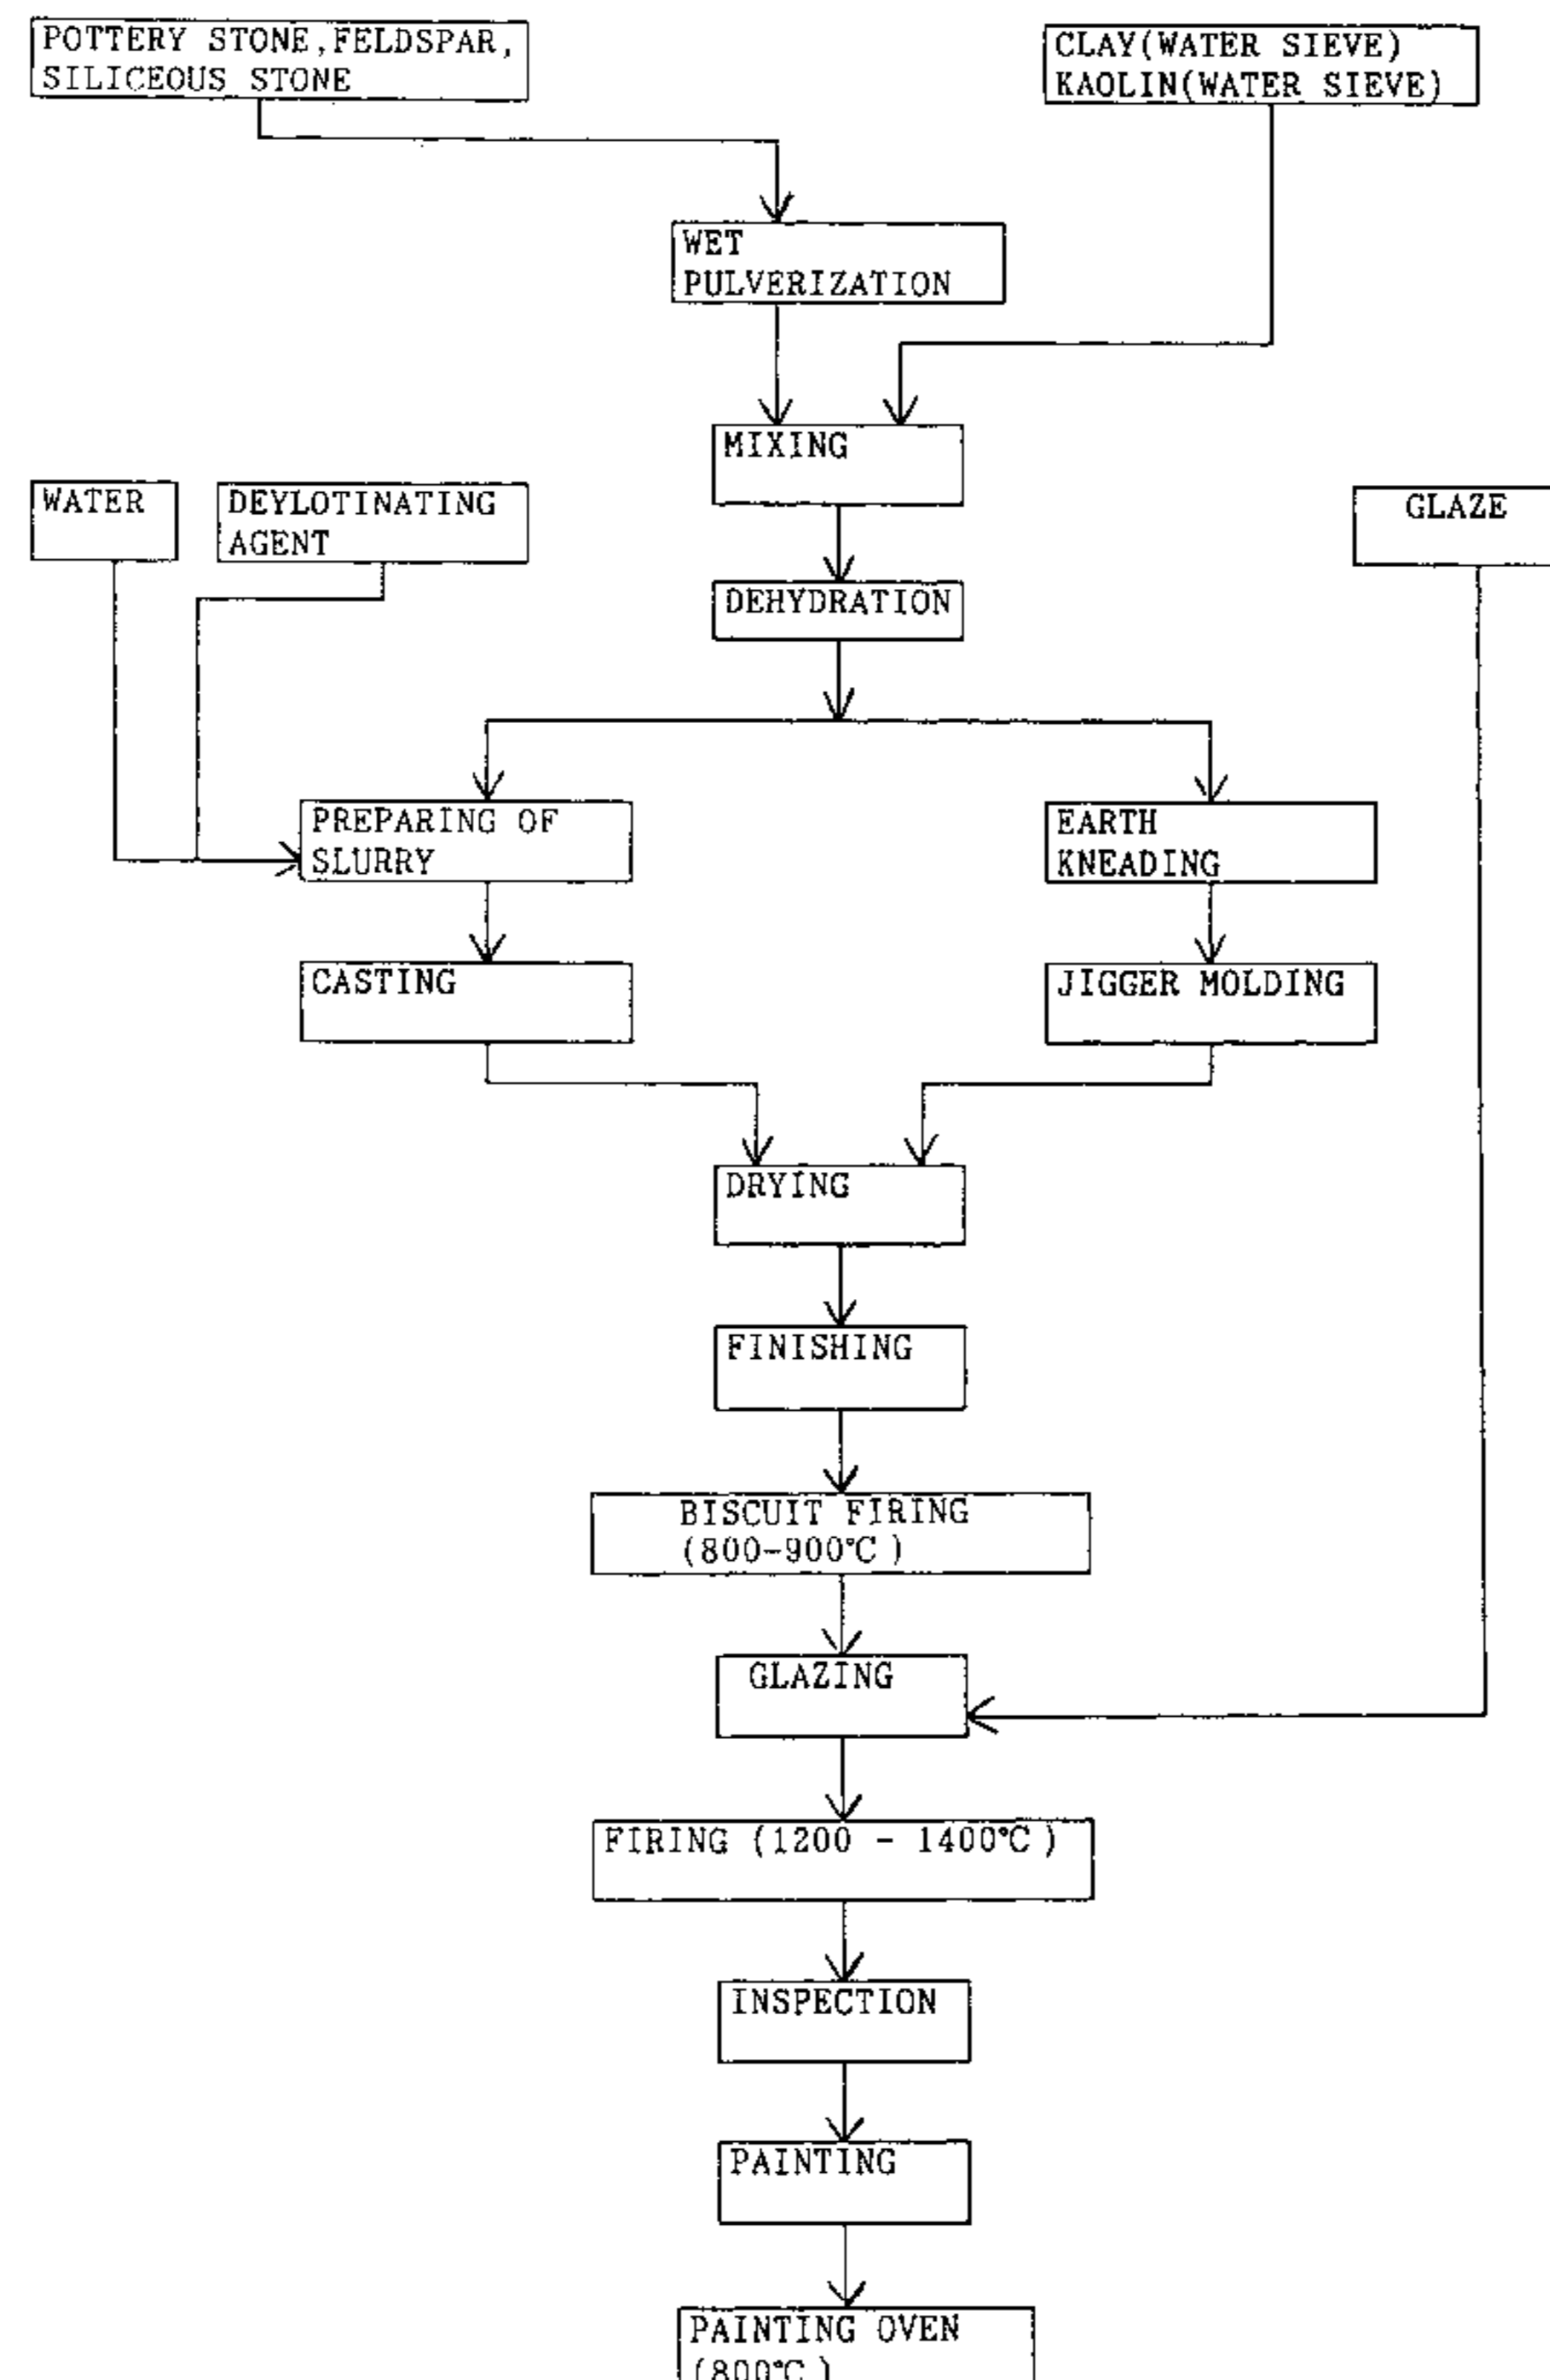 POTTERY STONE,FELDSPAR,
SILICEOUS STONE
CLAY(WATER SIEVE)
KAOLIN(WATER SIEVE)
WET
PULVERIZATION
MIXING
WATER
DEYLOTINATING
AGENT
GLAZE
DEHYDRATION
PREPARING OF
SLURRY
EARTH
KNEADING
CASTING
JIGGER MOLDING
DRYING
FINISHING
BISCUIT FIRING
(800-900℃)
GLAZING
FIRING (1200 - 1400℃)
INSPECTION
PAINTING
PAINTING OVEN
(800℃)